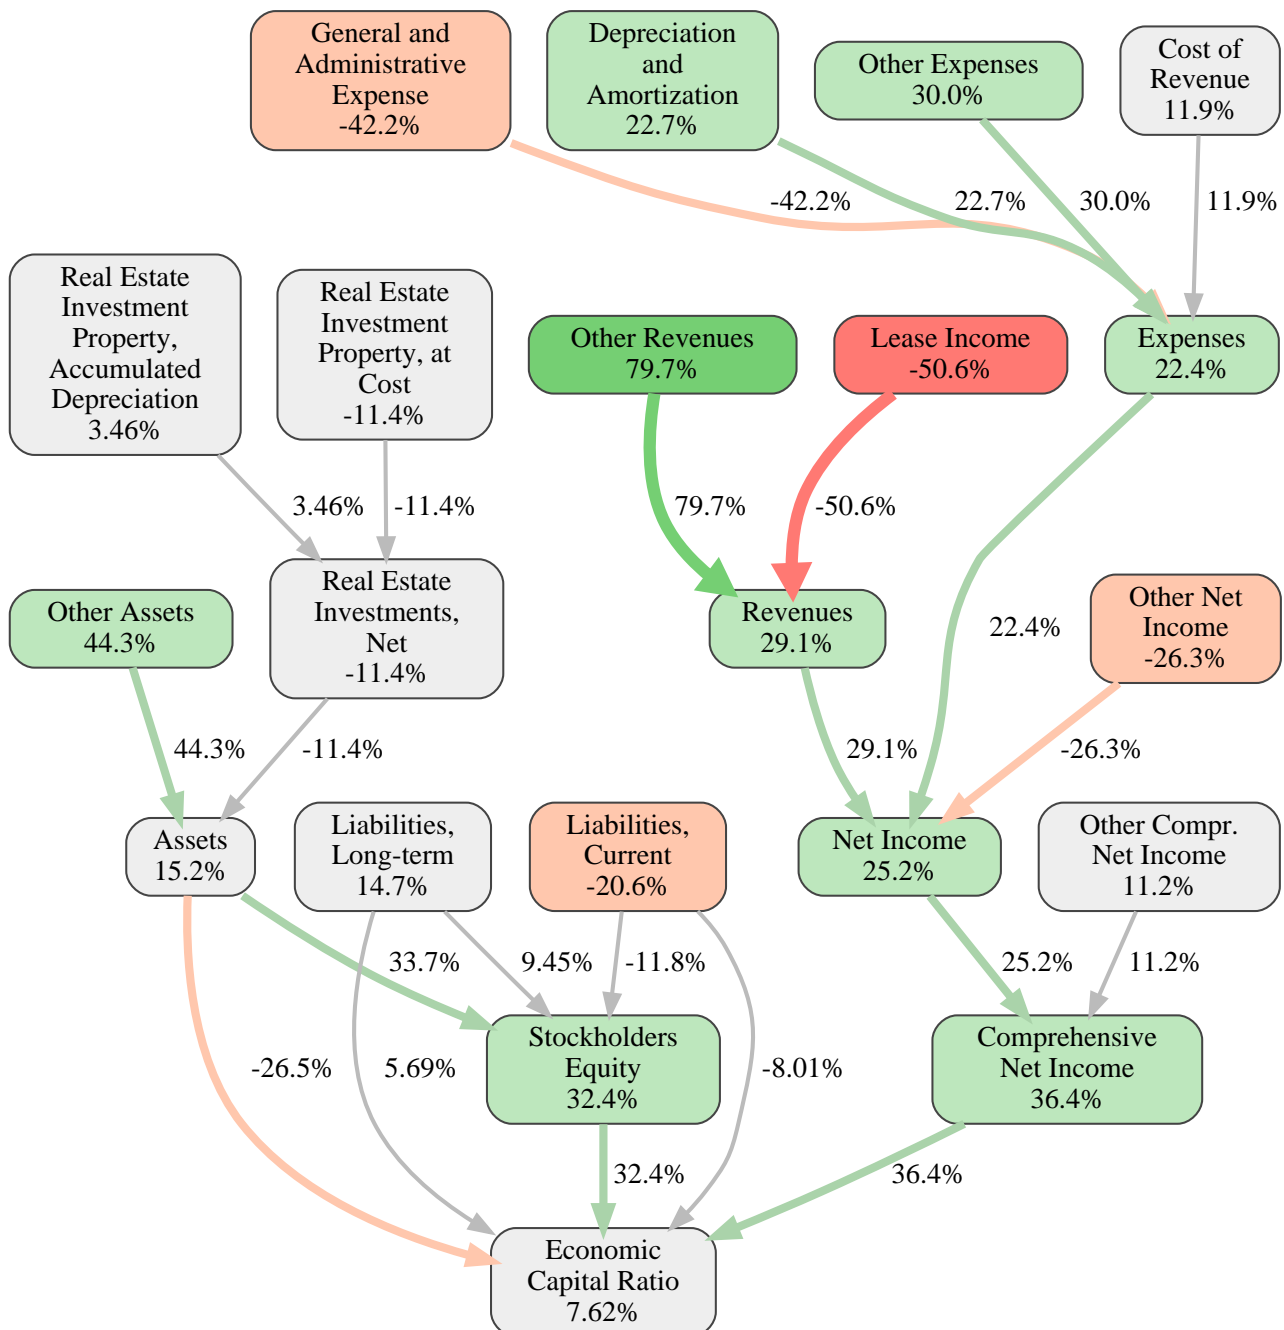 General and
Administrative
Expense
-42.2%
Depreciation
and
Amortization
22.7%
Other Expenses
30.0%
Cost of
Revenue
11.9%
-42.2%
22.7%
30.0%
11.9%
Real Estate
Investment
Property,
Accumulated
Depreciation
3.46%
Real Estate
Investment
Property, at
Cost
-11.4%
Other Revenues
79.7%
Lease Income
-50.6%
Expenses
22.4%
3.46%
-11.4%
79.7%
-50.6%
Other Assets
44.3%
Real Estate
Investments,
Net
-11.4%
Revenues
29.1%
22.4%
Other Net
Income
-26.3%
44.3%
-11.4%
29.1%
-26.3%
Assets
15.2%
Liabilities,
Long-term
14.7%
Liabilities,
Current
-20.6%
Net Income
25.2%
Other Compr.
Net Income
11.2%
33.7%
9.45%
-11.8%
25.2%
11.2%
-26.5%
5.69%
Stockholders
Equity
32.4%
-8.01%
Comprehensive
Net Income
36.4%
32.4%
36.4%
Economic
Capital Ratio
7.62%